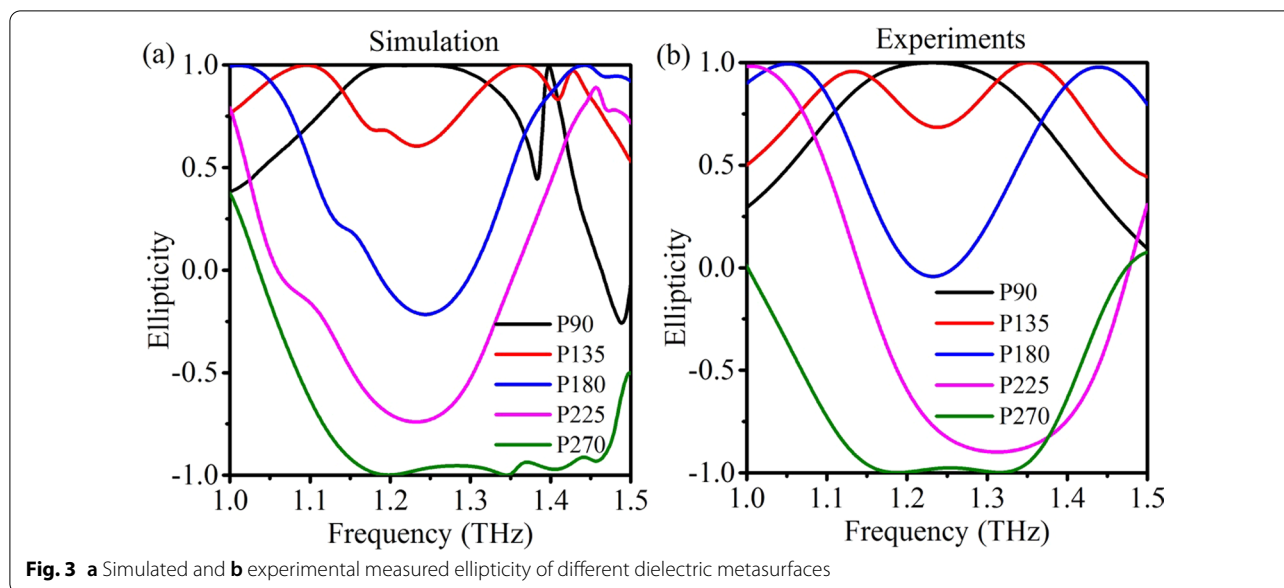 (a) Simulation
Ellipticity
1.0
0.5
0.0
-0.5
-1.0
P90
P135
P180
P225
P270
1.0 1.1 1.2 1.3 1.4 1.5
Frequency (THz)
(b) Experiments
Ellipticity
1.0
0.5
0.0
-0.5
-1.0
P90
P135
P180
P225
P270
1.0 1.1 1.2 1.3 1.4 1.5
Frequency (THz)
Fig. 3 a Simulated and b experimental measured ellipticity of different dielectric metasurfaces